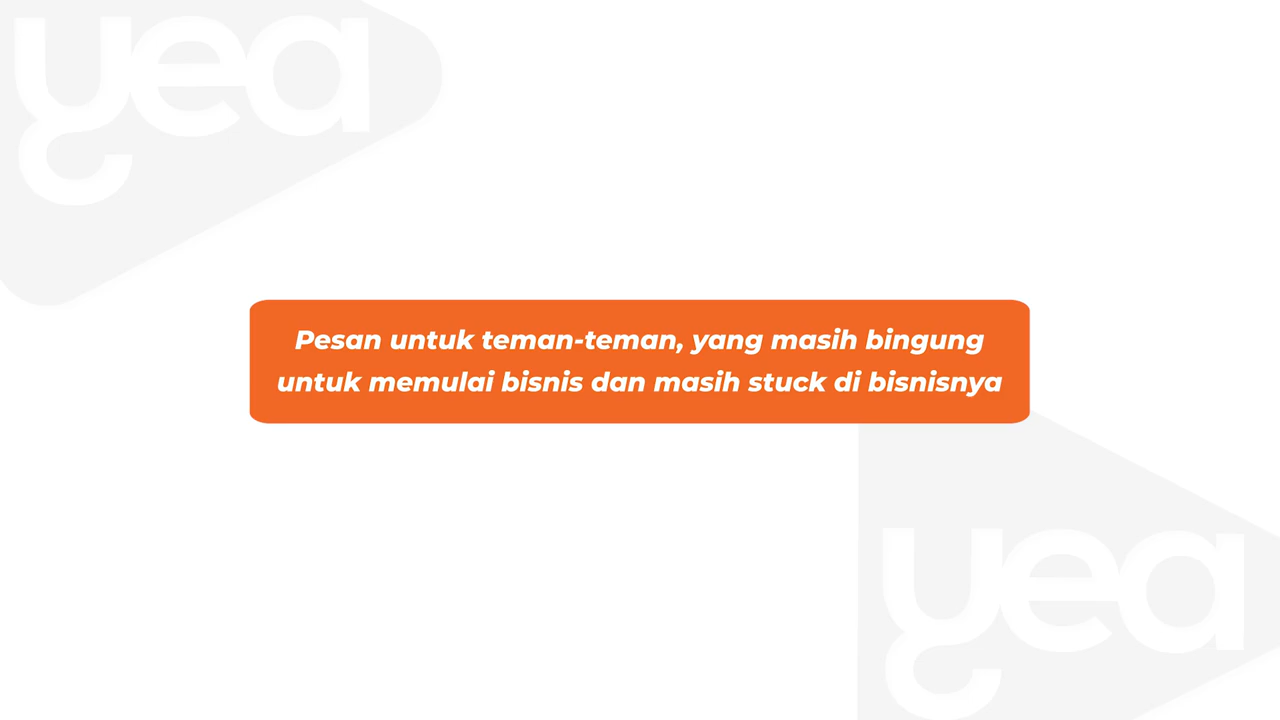 yea
Pesan untuk teman-teman, yang masih bingung
untuk memulai bisnis dan masih stuck di bisnisnya
yea